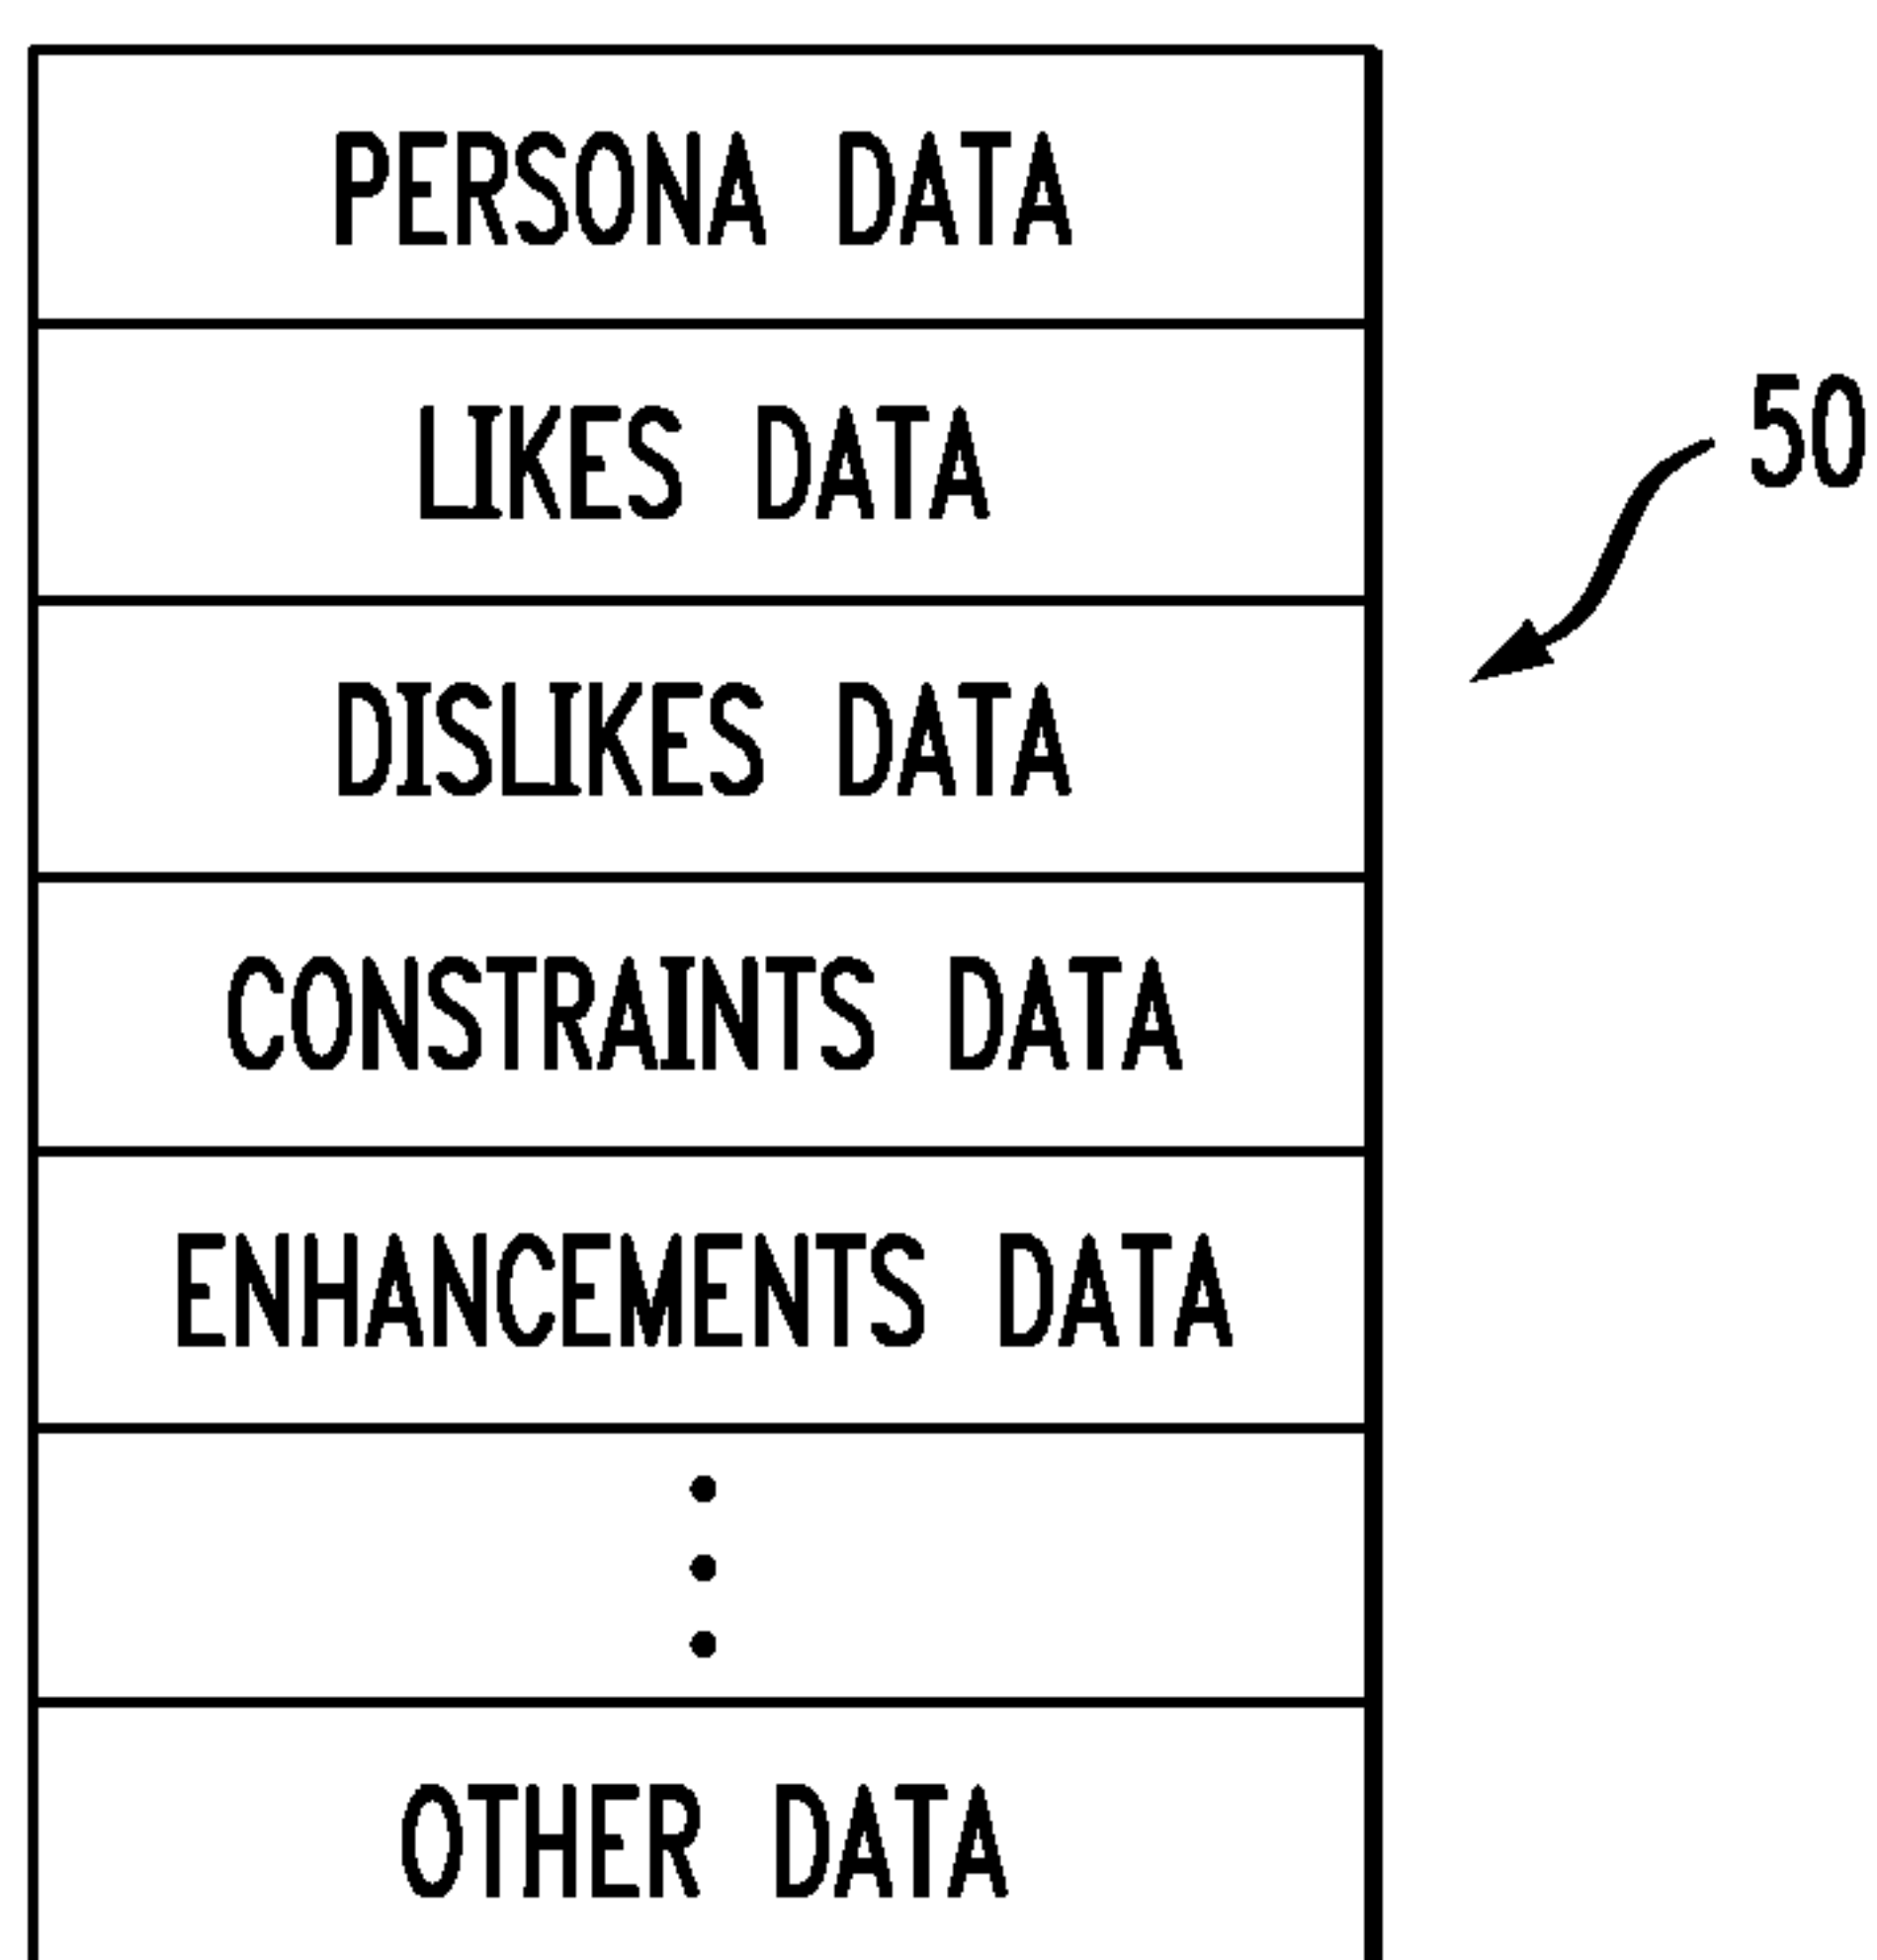 PERSONA DATA
LIKES DATA
50
DISLIKES DATA
CONSTRAINTS DATA
ENHANCEMENTS DATA
OTHER DATA